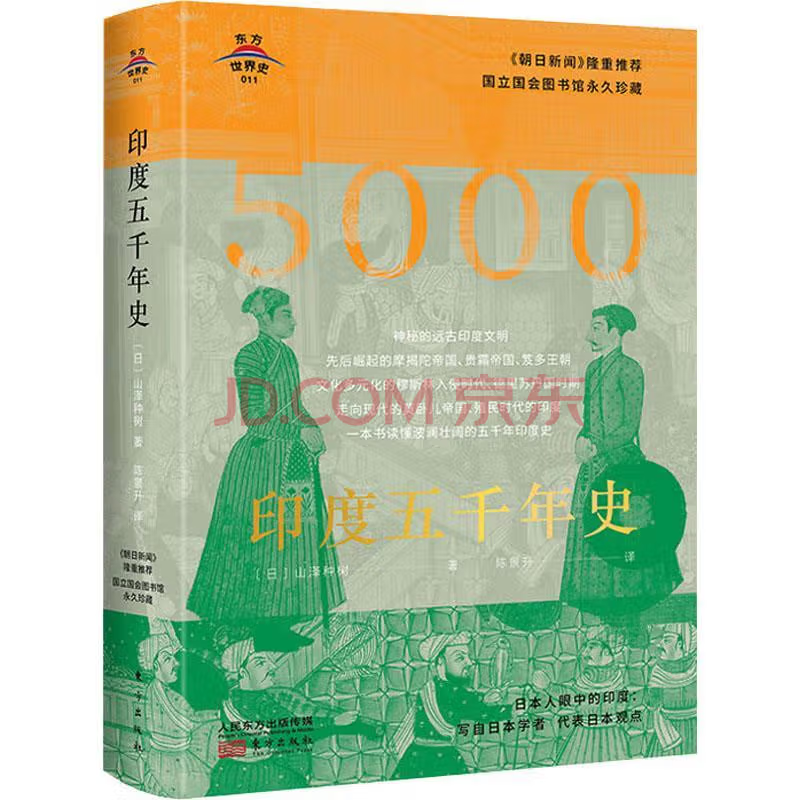 东方
世界史
011
印度五千年史
〔日〕山泽种树 著
陈景升 译
《朝日新闻》
隆重推荐
国立国会图书馆
永久珍藏
东方出版社
《朝日新闻》隆重推荐
国立国会图书馆永久珍藏
5000
神秘的远古印度文明
先后崛起的摩揭陀帝国、贵霜帝国、笈多王朝
文化多元化的穆斯林入侵时代、德里苏丹国时期
走向现代的莫卧儿帝国、殖民时代的印度
一本书读懂波澜壮阔的五千年印度史
JD.COM 京东
印度五千年史
〔日〕山泽种树 著 陈景升 译
日本人眼中的印度：
写自日本学者 代表日本观点
人民东方出版传媒
People's Oriental Publishing & Media
东方出版社
The Oriental Press